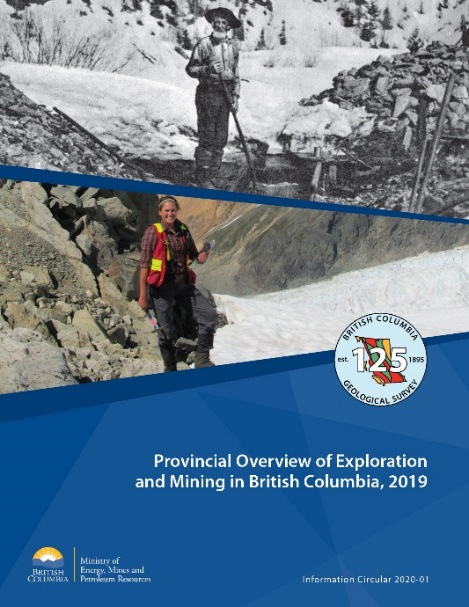 BRITISH COLUMBIA
est. 125 1895
GEOLOGICAL SURVEY
Provincial Overview of Exploration
and Mining in British Columbia, 2019
BRITISH
COLUMBIA
Ministry of
Energy, Mines and
Petroleum Resources
Information Circular 2020-01